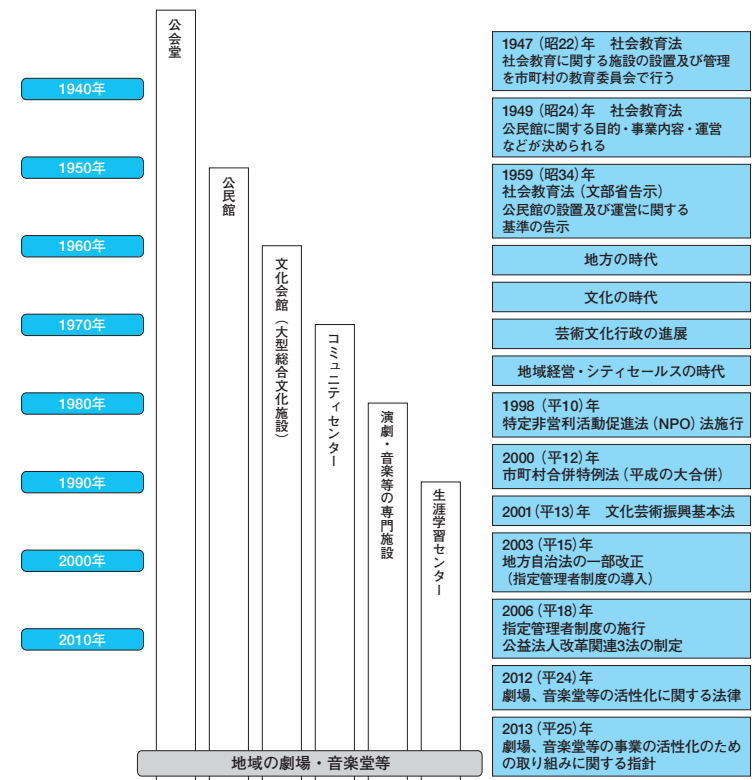 1940年
1950年
1960年
1970年
1980年
1990年
2000年
2010年
公会堂
公民館
文化会館(大型総合文化施設)
コミュニティセンター
演劇・音楽等の専門施設
生涯学習センター
地域の劇場・音楽堂等
1947(昭22)年 社会教育法
社会教育に関する施設の設置及び管理
を市町村の教育委員会で行う
1949(昭24)年 社会教育法
公民館に関する目的・事業内容・運営
などが決められる
1959(昭34)年
社会教育法(文部省告示)
公民館の設置及び運営に関する
基準の告示
地方の時代
文化の時代
芸術文化行政の進展
地域経営・シティセールスの時代
1998(平10)年
特定非営利活動促進法(NPO)法施行
2000(平12)年
市町村合併特例法(平成の大合併)
2001(平13)年 文化芸術振興基本法
2003(平15)年
地方自治法の一部改正
(指定管理者制度の導入)
2006(平18)年
指定管理者制度の施行
公益法人改革関連3法の制定
2012(平24)年
劇場、音楽堂等の活性化に関する法律
2013(平25)年
劇場、音楽堂等の事業の活性化のため
の取り組みに関する指針